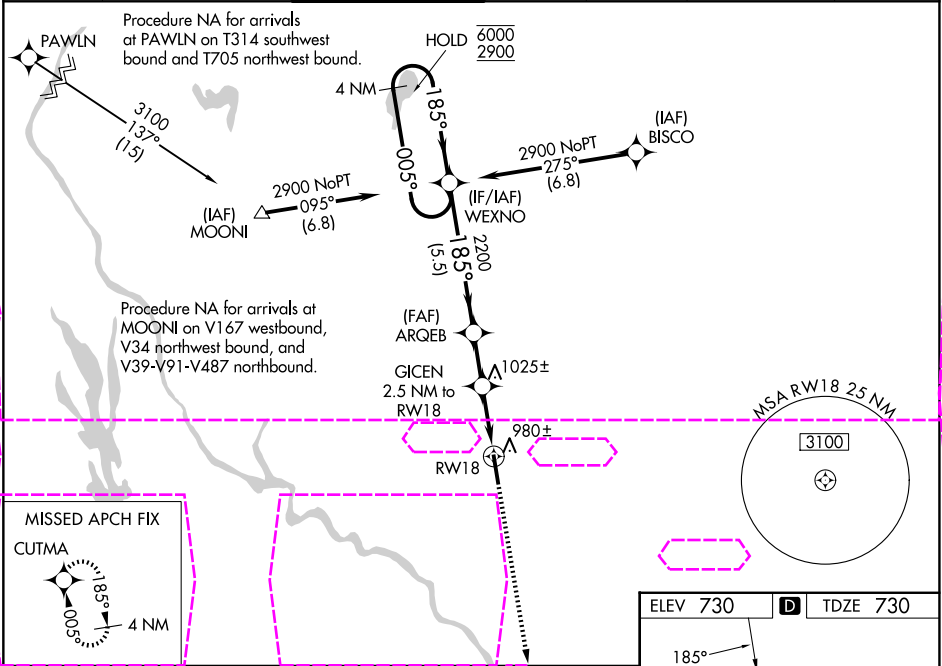 Procedure NA for arrivals
at PAWLN on T314 southwest
bound and T705 northwest bound.
PAWLN
3100
137°
(15)
HOLD
6000
2900
4 NM
185°
005°
(IAF)
BISCO
2900 NoPT
275°
(6.8)
2900 NoPT
095°
(6.8)
(IAF)
MOONI
(IF/IAF)
WEXNO
2200
185°
(5.5)
Procedure NA for arrivals at
MOONI on V167 westbound,
V34 northwest bound, and
V39-V91-V487 northbound.
(FAF)
ARQEB
GICEN
2.5 NM to
RW18
1025±
980±
RW18
MSA RW18 25 NM
3100
MISSED APCH FIX
CUTMA
185°
005°
4 NM
ELEV 730 D TDZE 730
185°